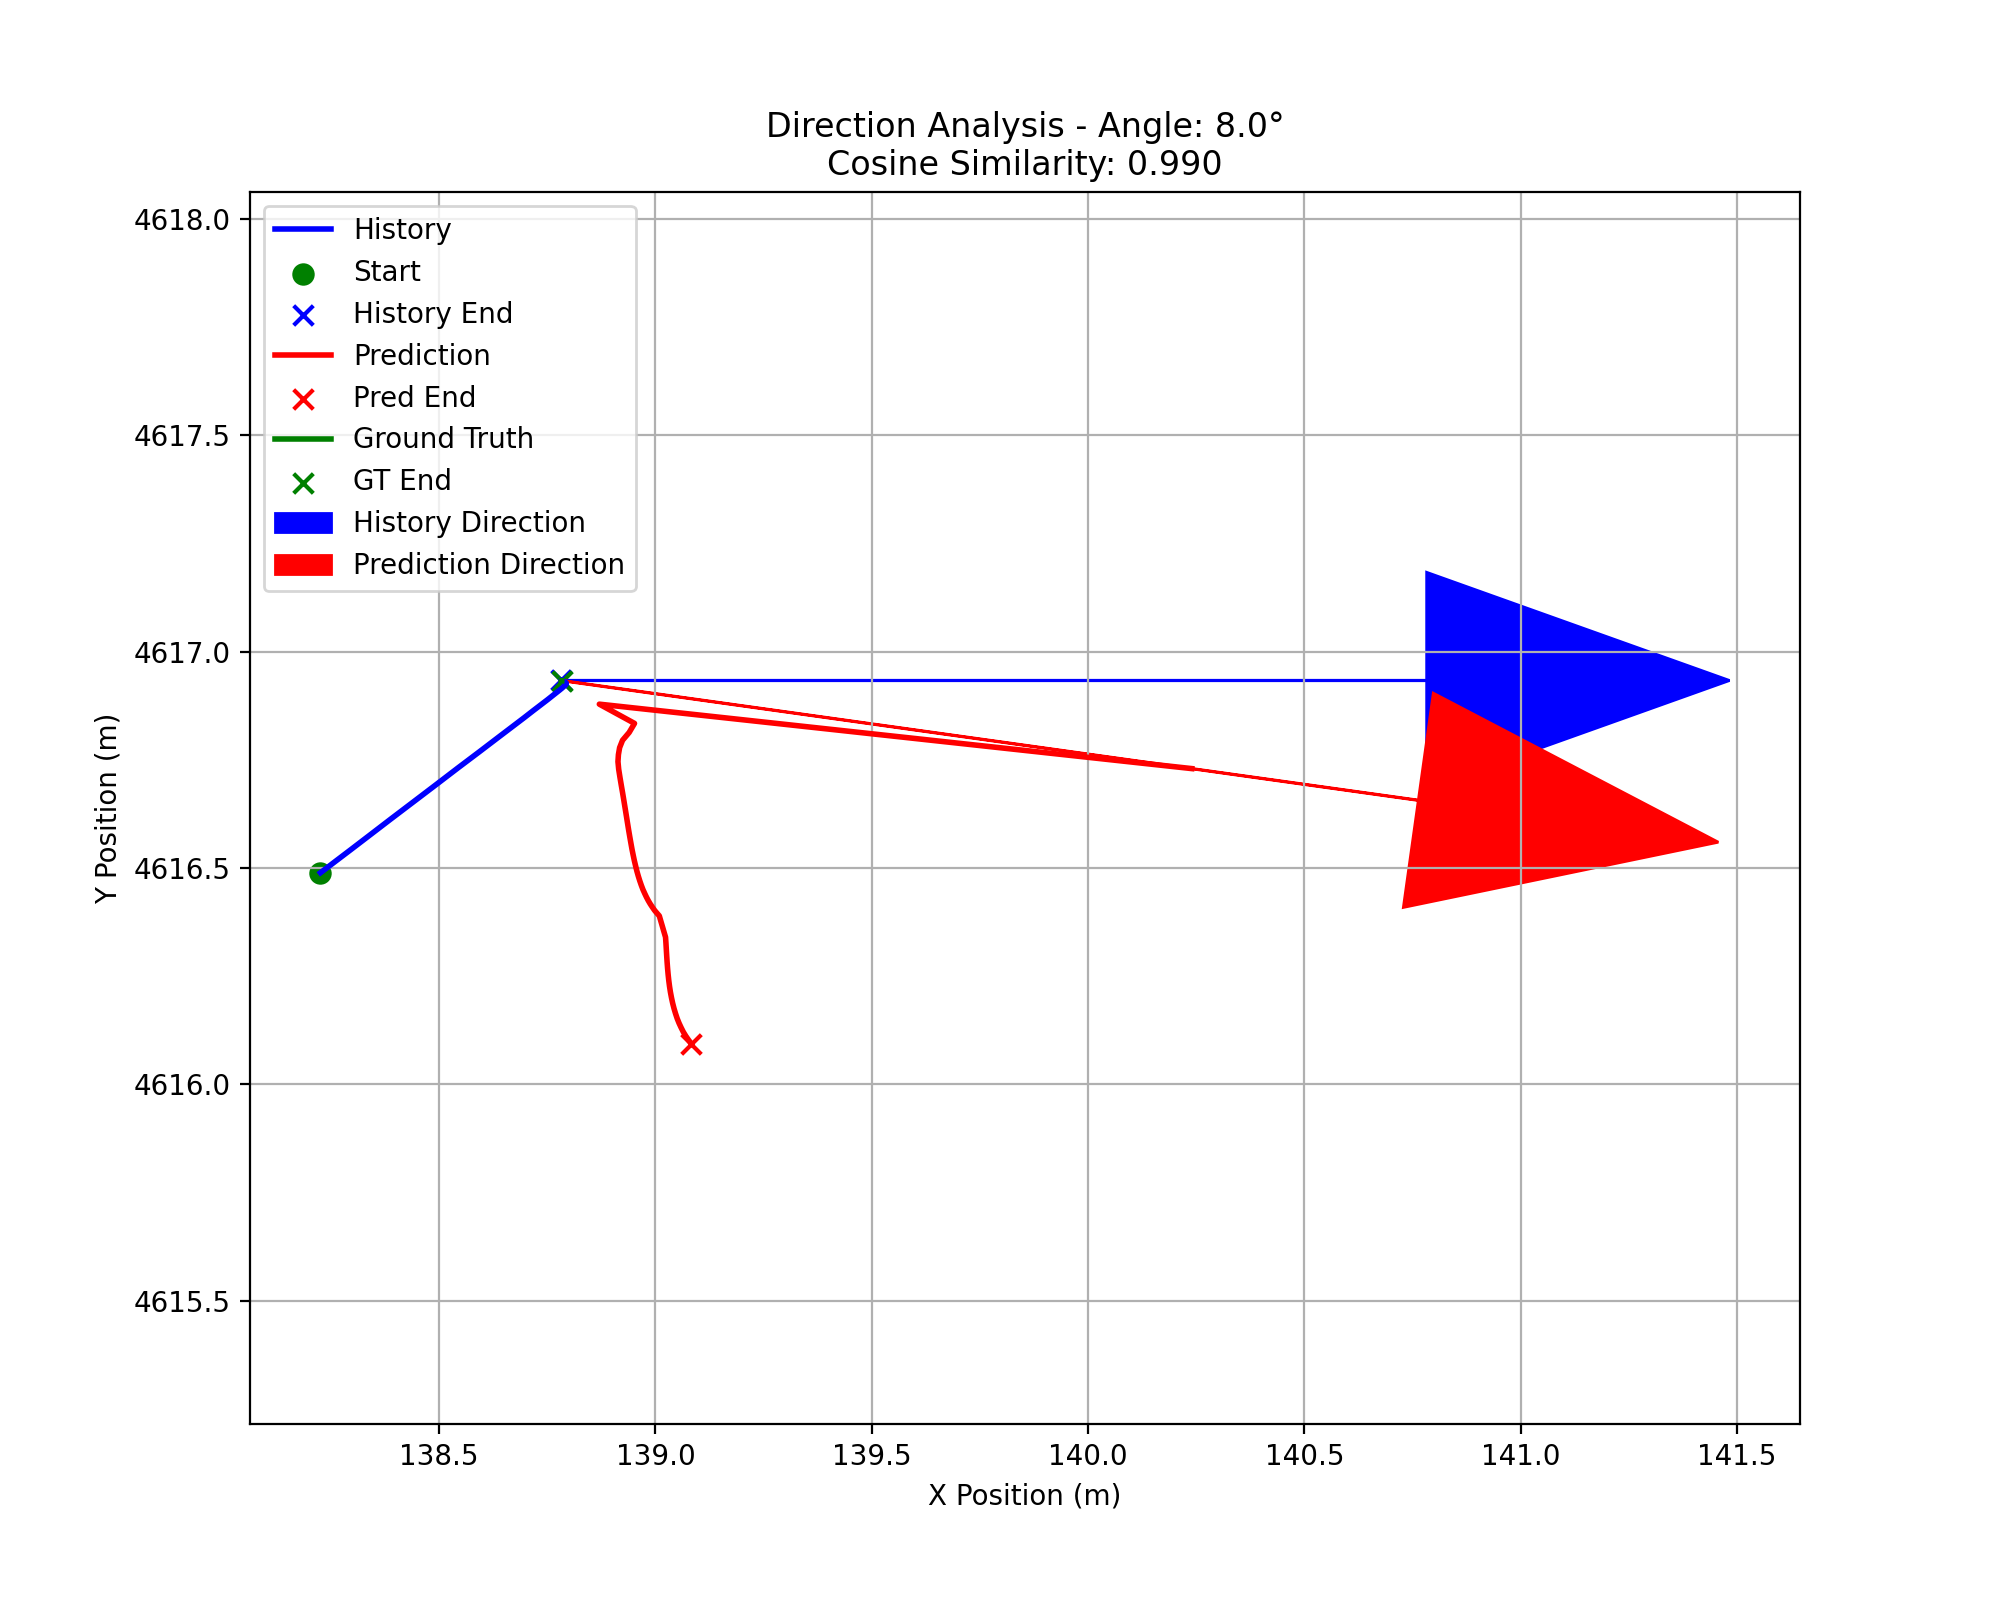 Direction Analysis - Angle: 8.0°
Cosine Similarity: 0.990
History
Start
History End
Prediction
Pred End
Ground Truth
GT End
History Direction
Prediction Direction
4618.0
4617.5
4617.0
4616.5
4616.0
4615.5
Y Position (m)
138.5 139.0 139.5 140.0 140.5 141.0 141.5
X Position (m)